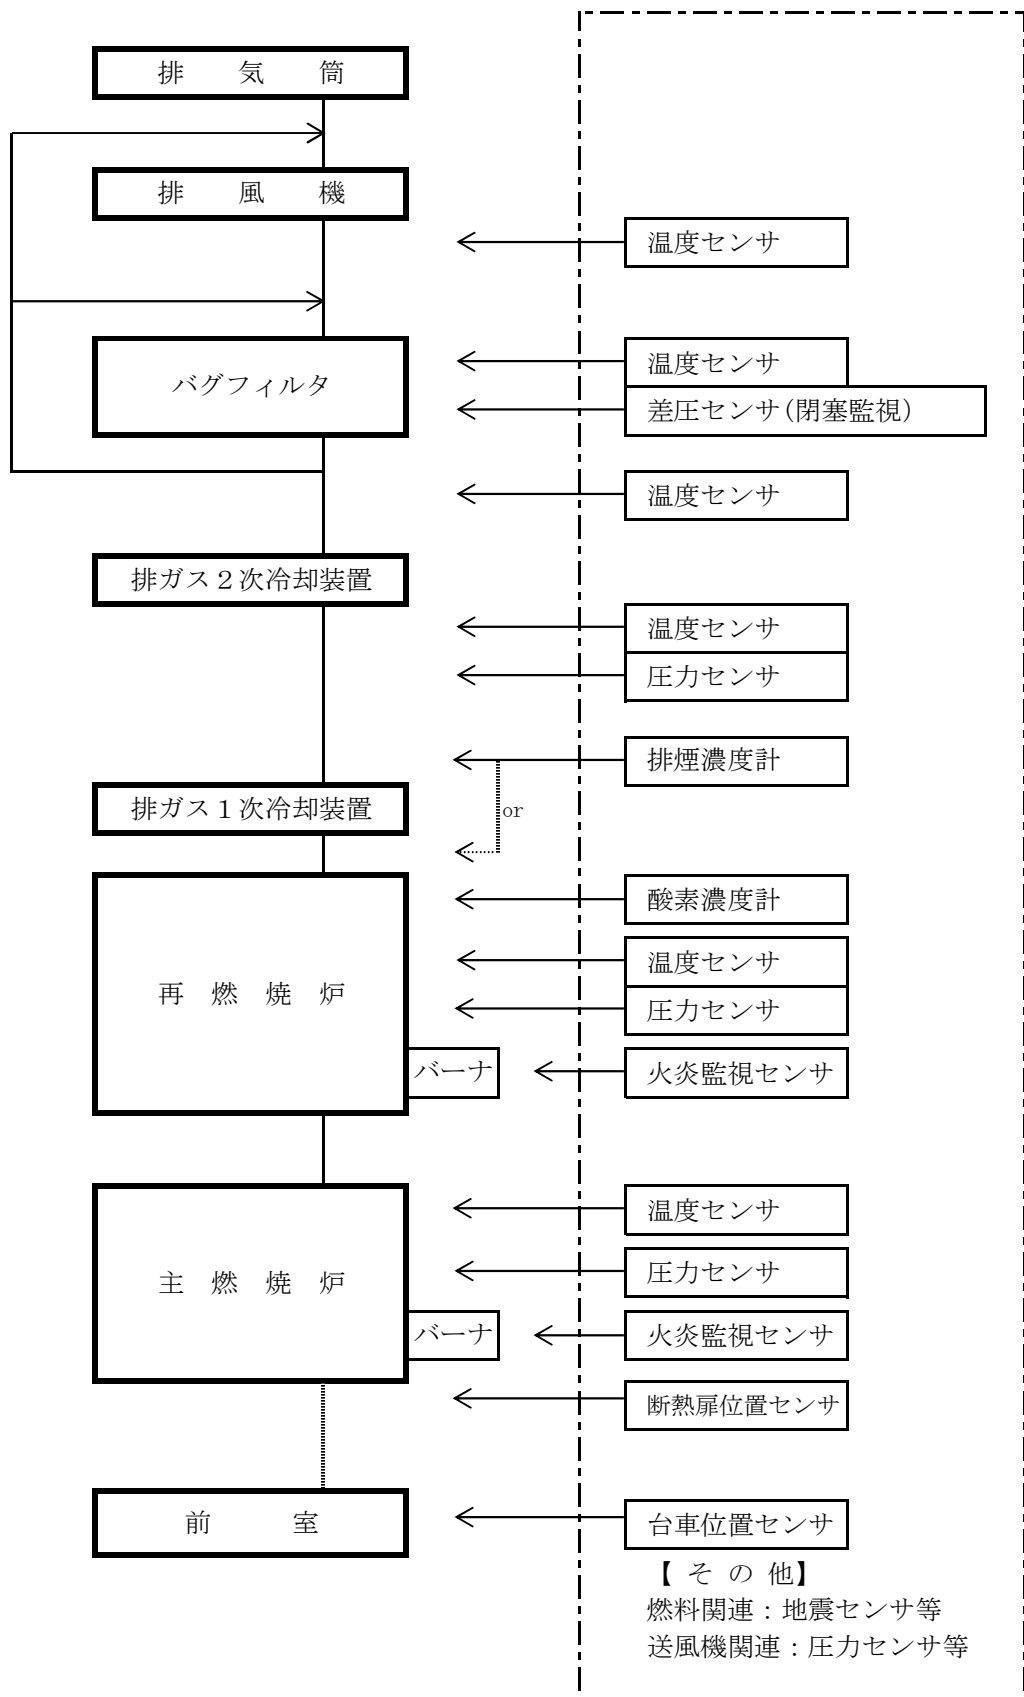 排　気　筒
排　風　機
温度センサ
温度センサ
バグフィルタ
差圧センサ(閉塞監視)
温度センサ
排ガス２次冷却装置
温度センサ
圧力センサ
排煙濃度計
排ガス１次冷却装置
or
酸素濃度計
温度センサ
再　燃　焼　炉
圧力センサ
バーナ
火炎監視センサ
温度センサ
主　燃　焼　炉
圧力センサ
バーナ
火炎監視センサ
断熱扉位置センサ
前　室
台車位置センサ
【 そ の 他】
燃料関連：地震センサ等
送風機関連：圧力センサ等